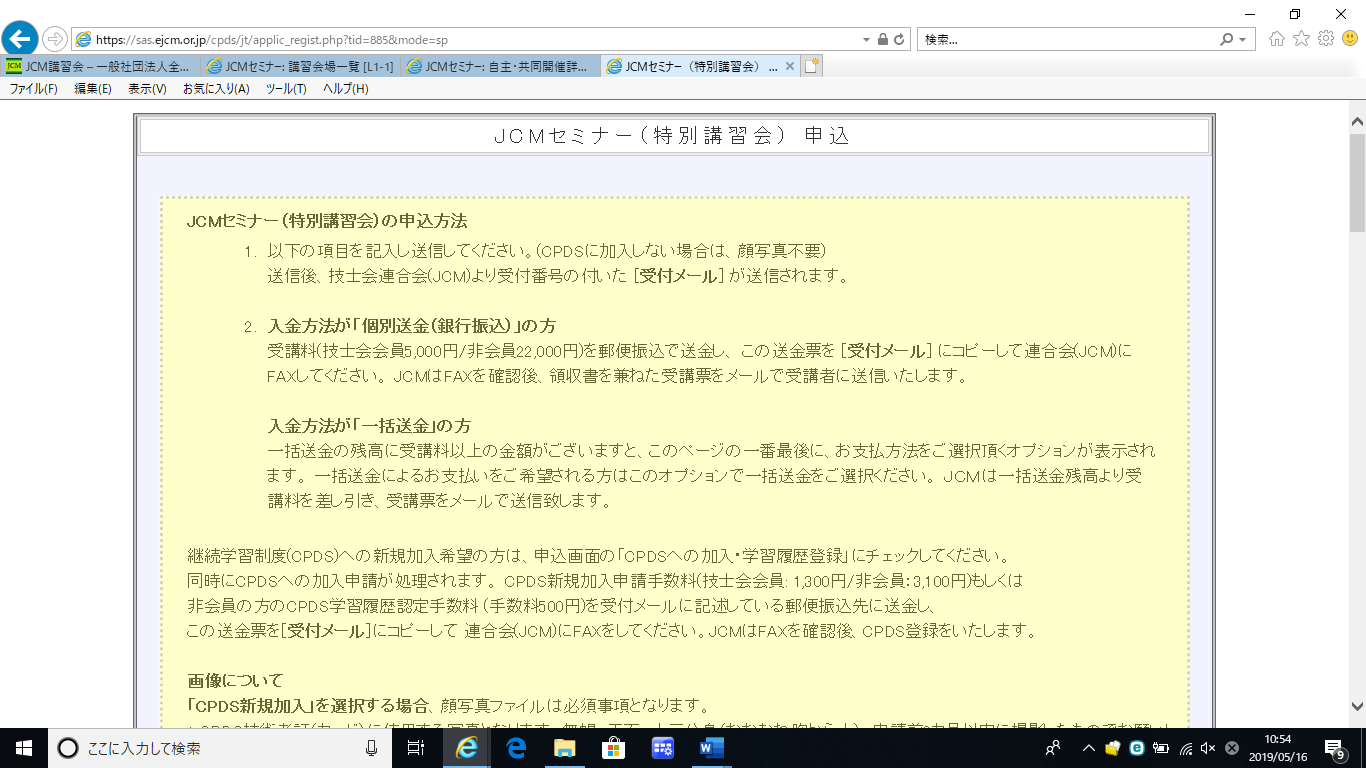 https://sas.ejcm.or.jp/cpds/jt/applic_regist.php?tid=885&mode=sp
検索...
JCM講習会 – 一般社団法人全...
JCMセミナー: 講習会場一覧 [L1-1]
JCMセミナー: 自主・共同開催詳...
JCMセミナー（特別講習会） ...
ファイル(F) 編集(E) 表示(V) お気に入り(A) ツール(T) ヘルプ(H)
JCMセミナー（特別講習会） 申込
JCMセミナー（特別講習会）の申込方法
1. 以下の項目を記入し送信してください。（CPDSに加入しない場合は、顔写真不要）
送信後、技士会連合会(JCM)より受付番号の付いた [受付メール] が送信されます。
2. 入金方法が「個別送金（銀行振込）」の方
受講料(技士会会員5,000円/非会員22,000円)を郵便振込で送金し、この送金票を [受付メール] にコピーして連合会(JCM)に
FAXしてください。JCMはFAXを確認後、領収書を兼ねた受講票をメールで受講者に送信いたします。
入金方法が「一括送金」の方
一括送金の残高に受講料以上の金額がございますと、このページの一番最後に、お支払方法をご選択頂くオプションが表示され
ます。一括送金によるお支払いをご希望される方はこのオプションで一括送金をご選択ください。JCMは一括送金残高より受
講料を差し引き、受講票をメールで送信致します。
継続学習制度(CPDS)への新規加入希望の方は、申込画面の「CPDSへの加入・学習履歴登録」にチェックしてください。
同時にCPDSへの加入申請が処理されます。CPDS新規加入申請手数料(技士会会員: 1,300円/非会員：3,100円)もしくは
非会員の方のCPDS学習履歴認定手数料 (手数料500円)を受付メールに記述している郵便振込先に送金し、
この送金票を[受付メール]にコピーして 連合会(JCM)にFAXをしてください。JCMはFAXを確認後、CPDS登録をいたします。
画像について
「CPDS新規加入」を選択する場合、顔写真ファイルは必須事項となります。
ここに入力して検索
10:54
2019/05/16
9